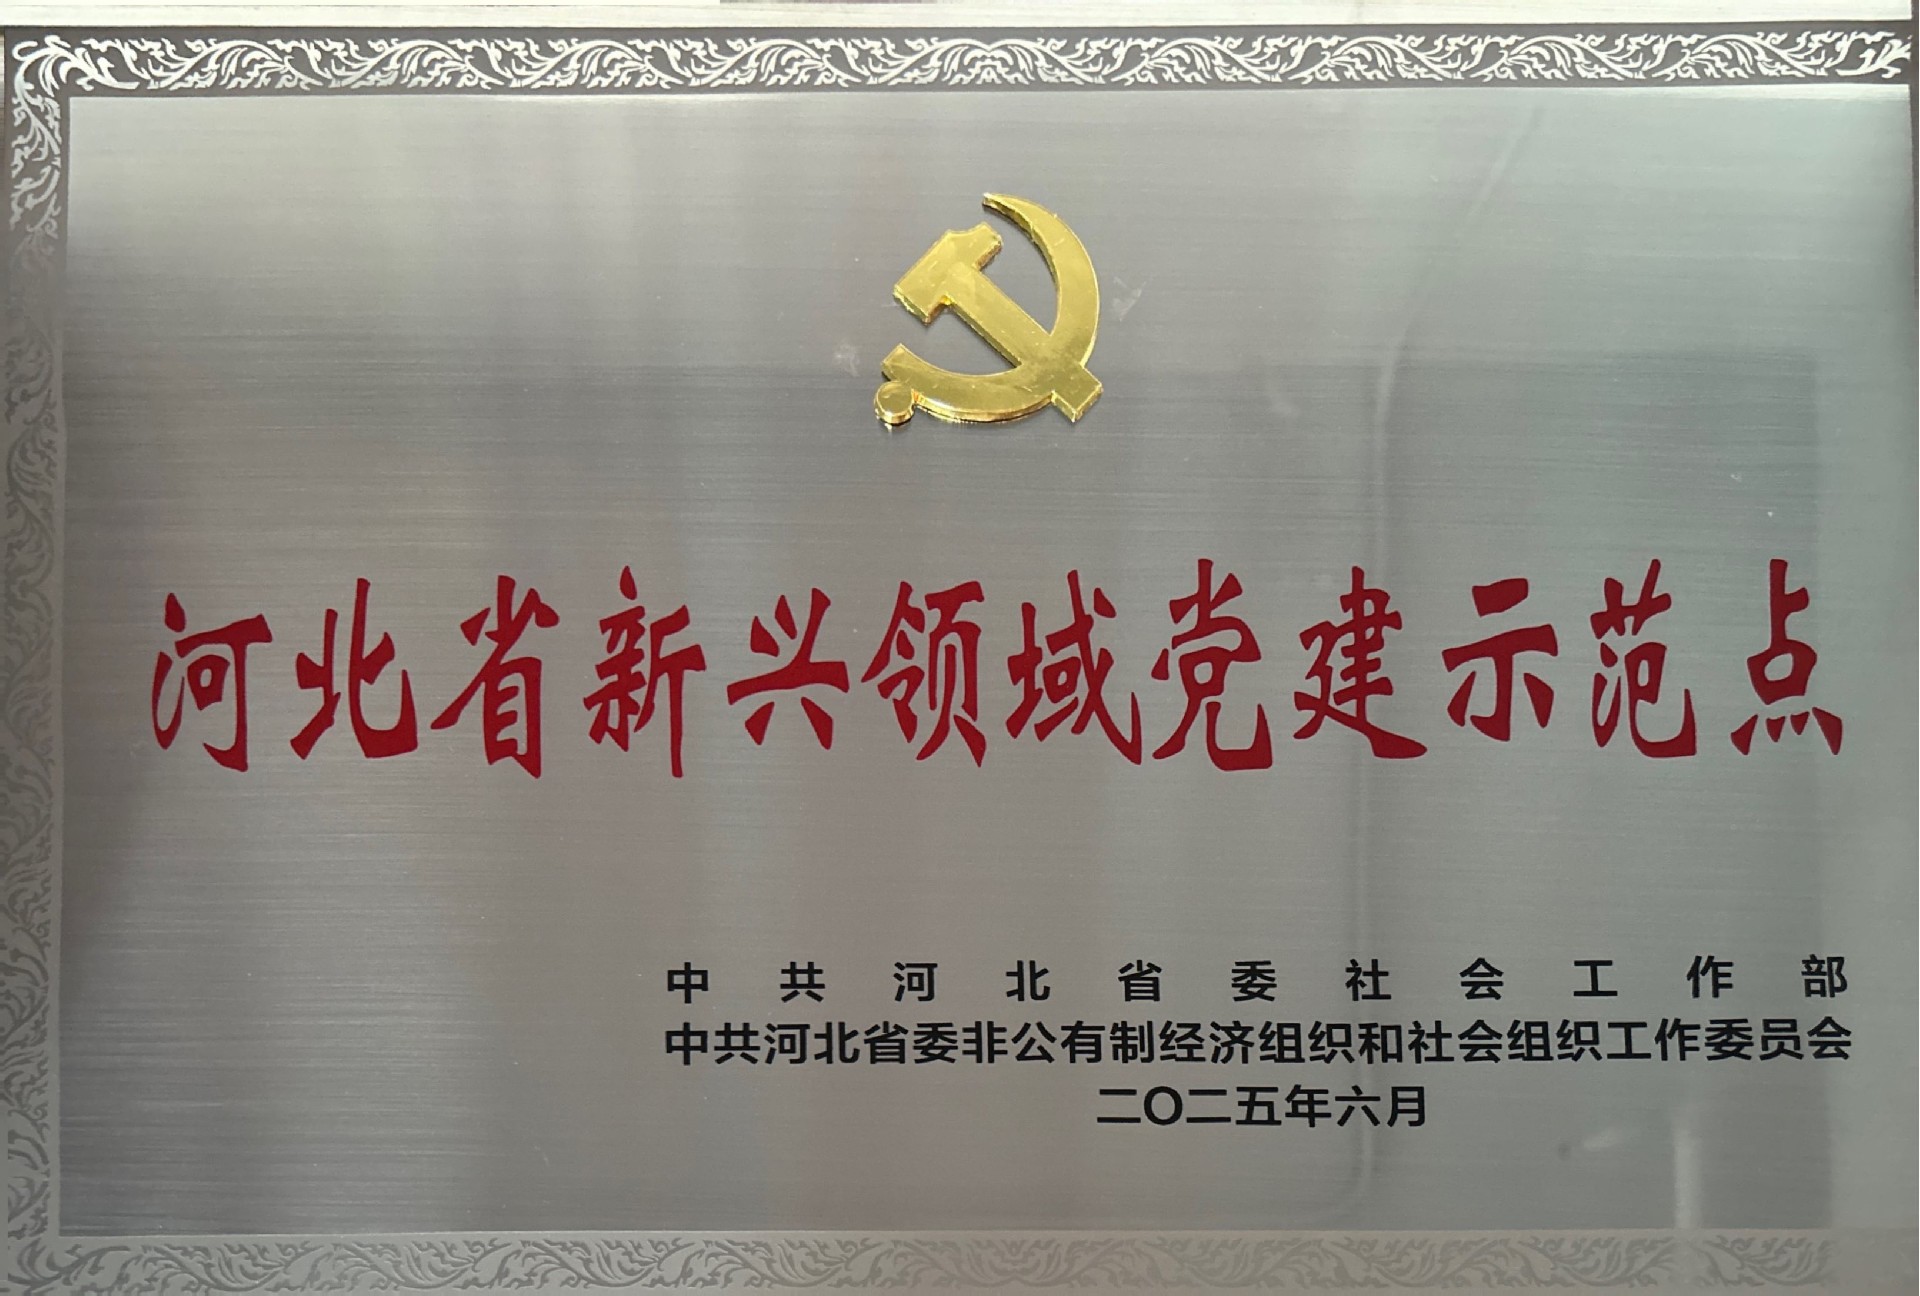 河北省新兴领域党建示范点
中共河北省委社会工作部
中共河北省委非公有制经济组织和社会组织工作委员会
二〇二五年六月